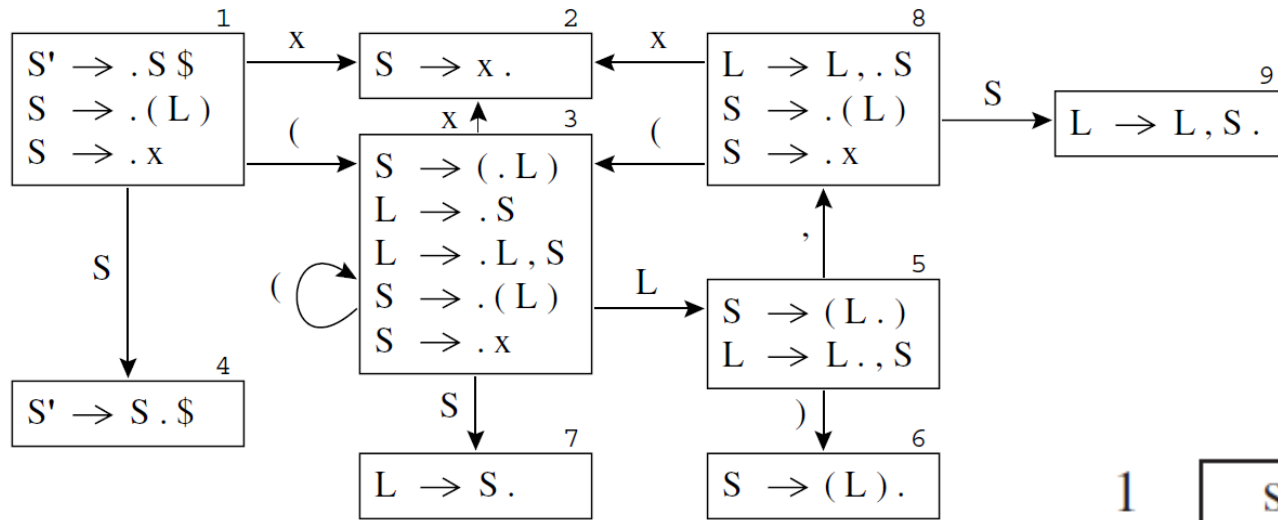 1
S' → . S $
S → . ( L )
S → . x
x
(
S
2
S → x .
x
3
S → ( . L )
L → . S
L → . L , S
S → . ( L )
S → . x
(
L
S
4
S' → S . $
7
L → S .
8
L → L , . S
S → . ( L )
S → . x
x
(
S
9
L → L , S .
,
5
S → ( L . )
L → L . , S
)
6
S → ( L ) .
1